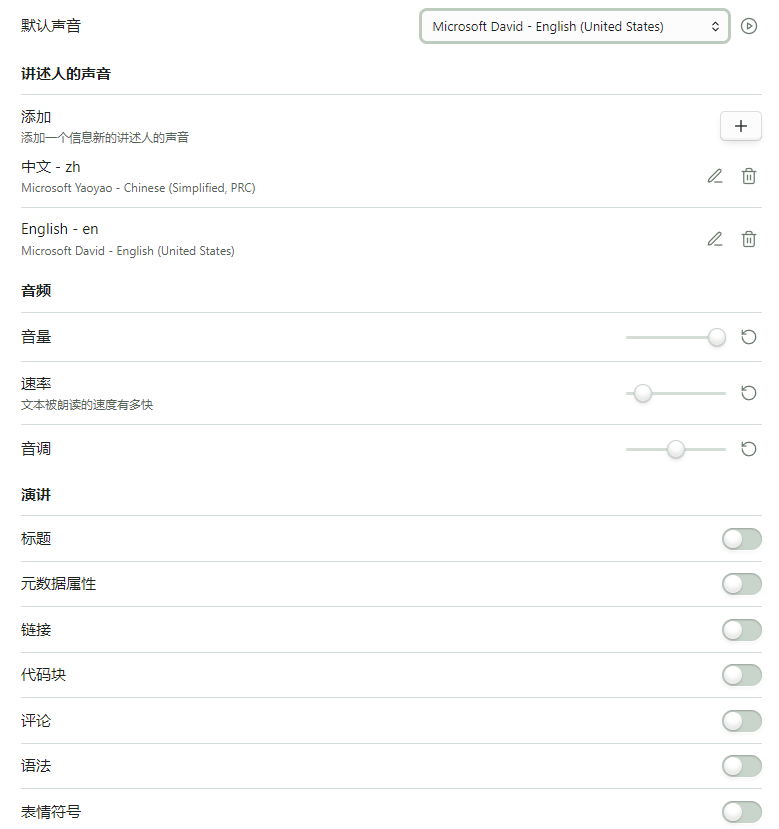 默认声音
Microsoft David - English (United States)
讲述人的声音
添加
添加一个信息新的讲述人的声音
中文 - zh
Microsoft Yaoyao - Chinese (Simplified, PRC)
English - en
Microsoft David - English (United States)
音频
音量
速率
文本被朗读的速度有多快
音调
演讲
标题
元数据属性
链接
代码块
评论
语法
表情符号